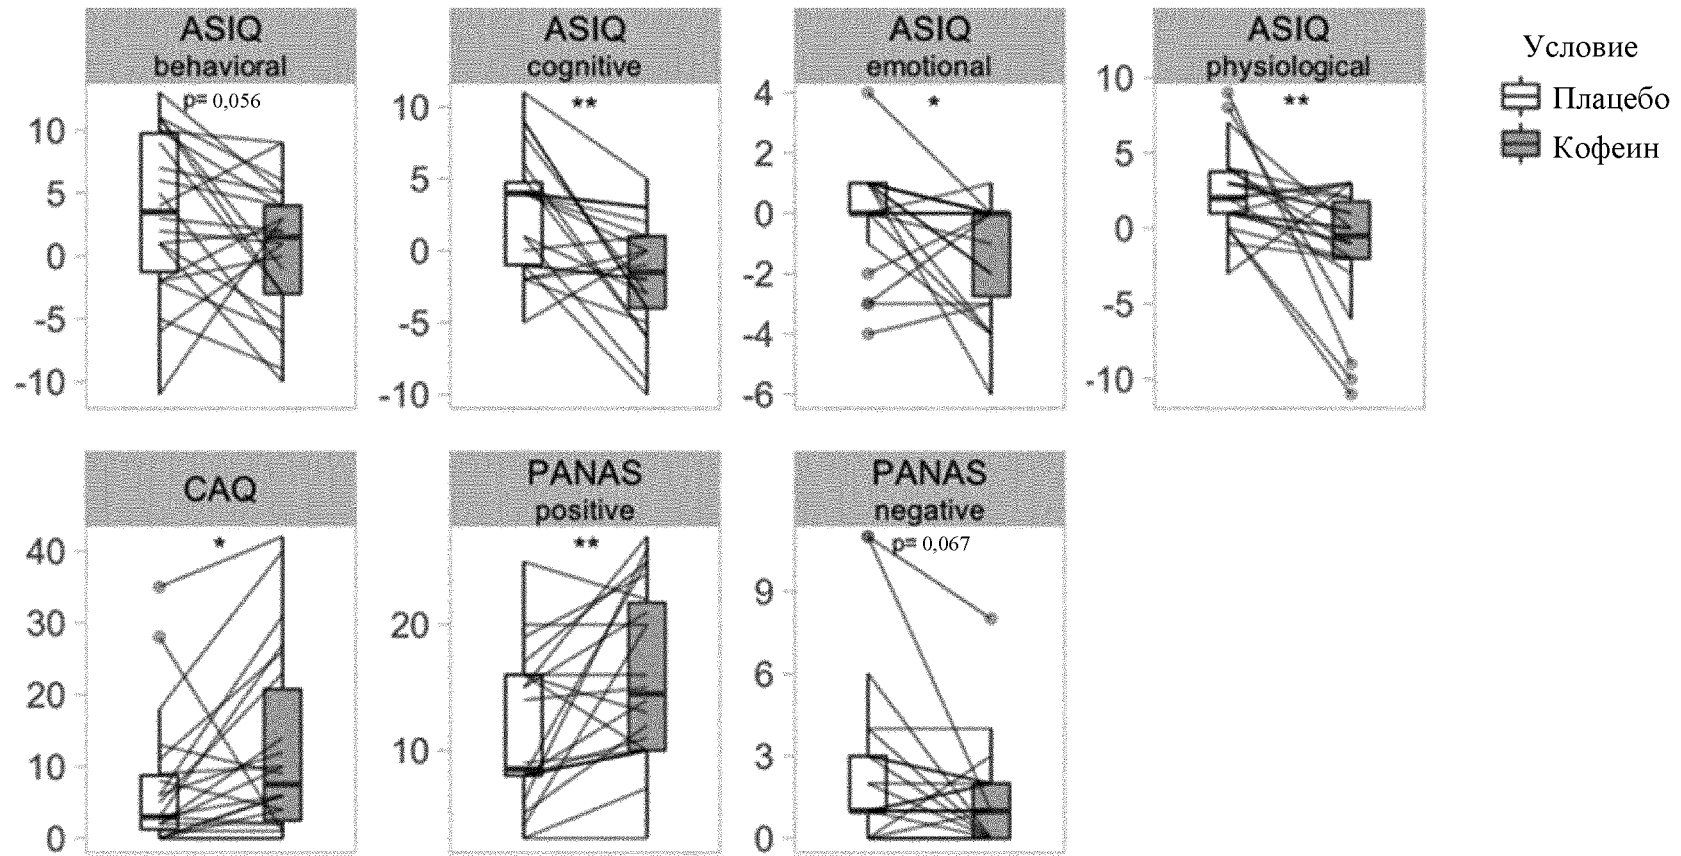 ASIQ
behavioral
p= 0,056
10
5
0
-5
-10
ASIQ
cognitive
**
10
5
0
-5
-10
ASIQ
emotional
*
4
2
0
-2
-4
-6
ASIQ
physiological
**
10
5
0
-5
-10
Условие
Плацебо
Кофеин
CAQ
*
40
30
20
10
0
PANAS
positive
**
20
10
PANAS
negative
p= 0,067
9
6
3
0